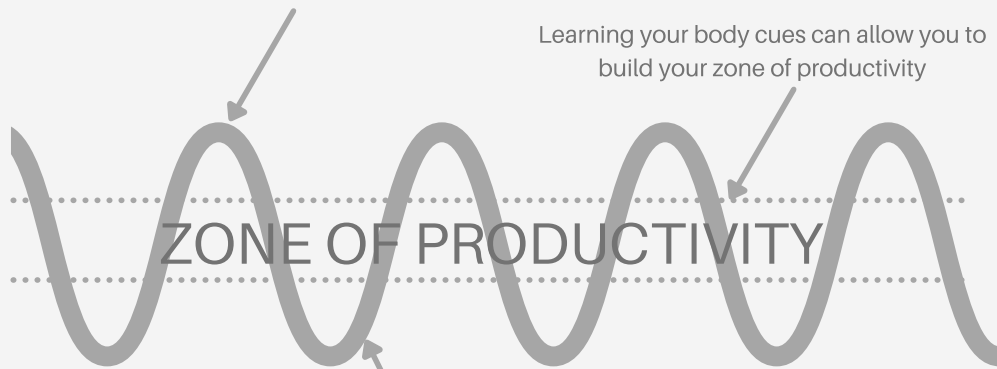 Learning your body cues can allow you to
build your zone of productivity
ZONE OF PRODUCTIVITY